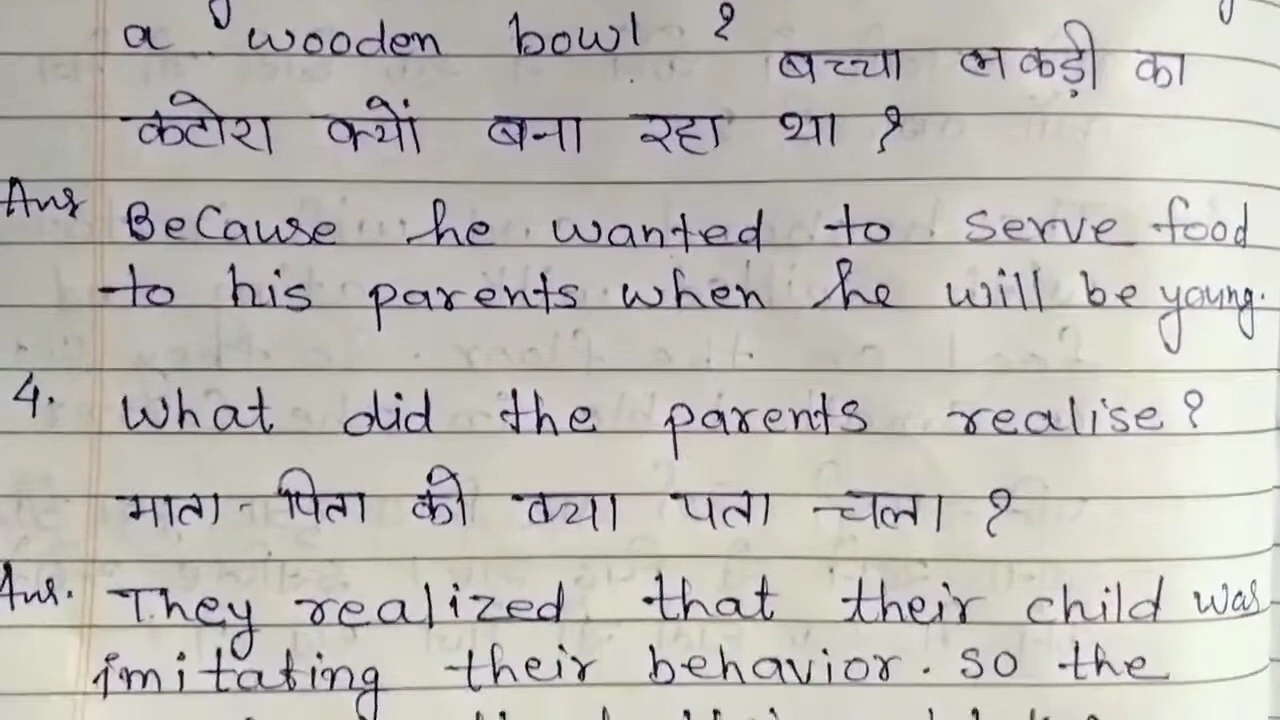 a wooden bowl ? बच्चा लकड़ी का
कटोरा क्यों बना रहा था ?
Ans Because he wanted to serve food
to his parents when he will be young.
4. What did the parents realise?
माता - पिता को क्या पता चला ?
Ans. They realized that their child was
imitating their behavior. so the